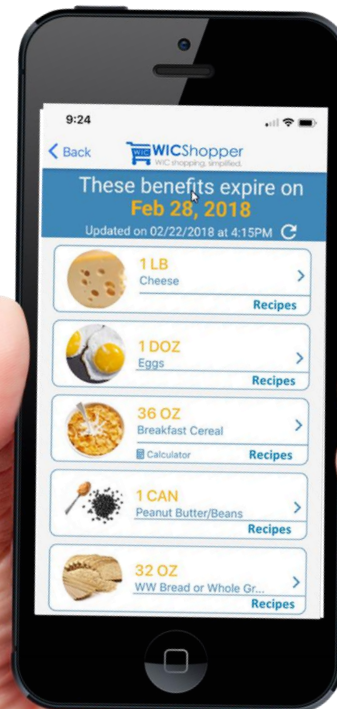 9:24
Back
WIC WICShopper
WIC shopping, simplified.
These benefits expire on
Feb 28, 2018
Updated on 02/22/2018 at 4:15PM
1 LB
Cheese
Recipes
1 DOZ
Eggs
Recipes
36 OZ
Breakfast Cereal
Calculator Recipes
1 CAN
Peanut Butter/Beans
Recipes
32 OZ
WW Bread or Whole Gr...
Recipes